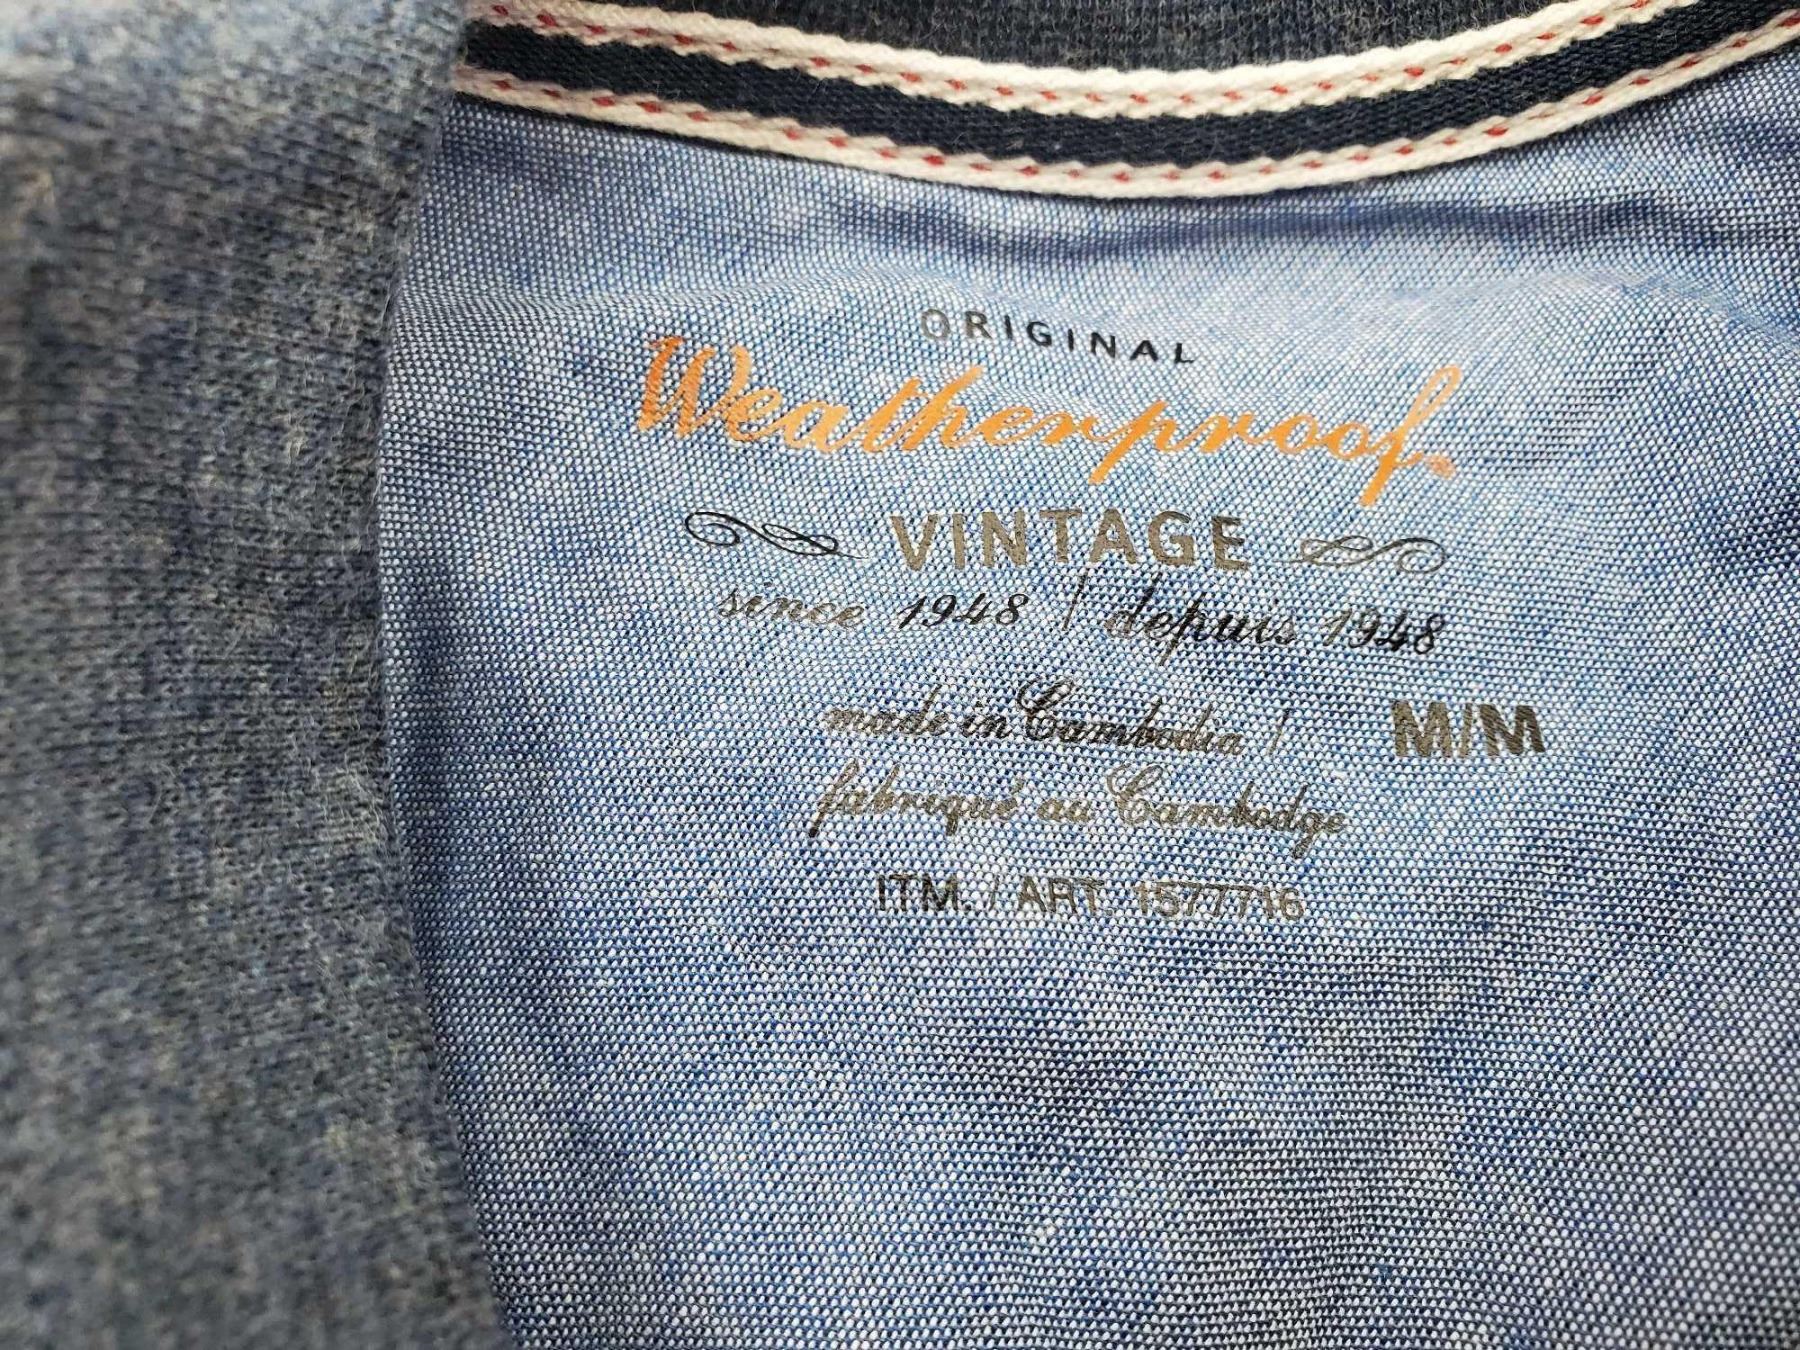 ORIGINAL
Weatherproof®
VINTAGE
since 1948 / depuis 1948
made in Cambodia / M/M
fabriqué au Cambodge
ITM. / ART. 1577716